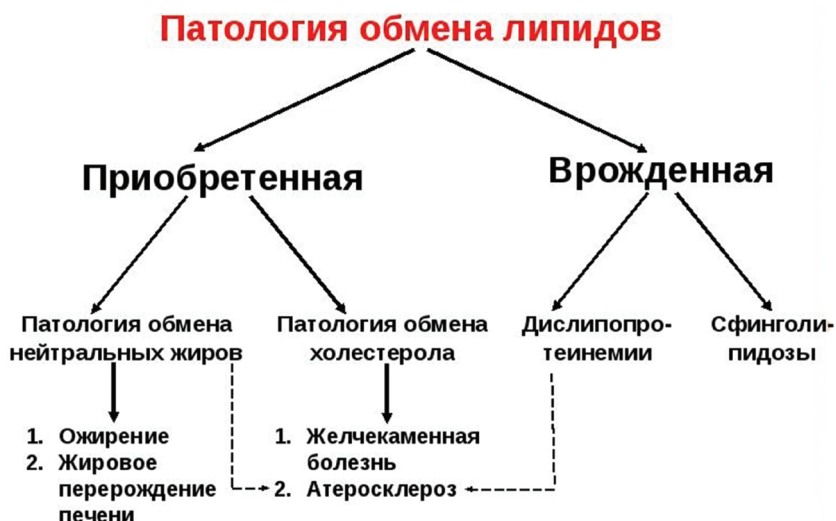 Патология обмена липидов
Приобретенная
Врожденная
Патология обмена
нейтральных жиров
Патология обмена
холестерола
Дислипопро-
теинемии
Сфинголи-
пидозы
1. Ожирение
2. Жировое
перерождение
печени
1. Желчекаменная
болезнь
2. Атеросклероз